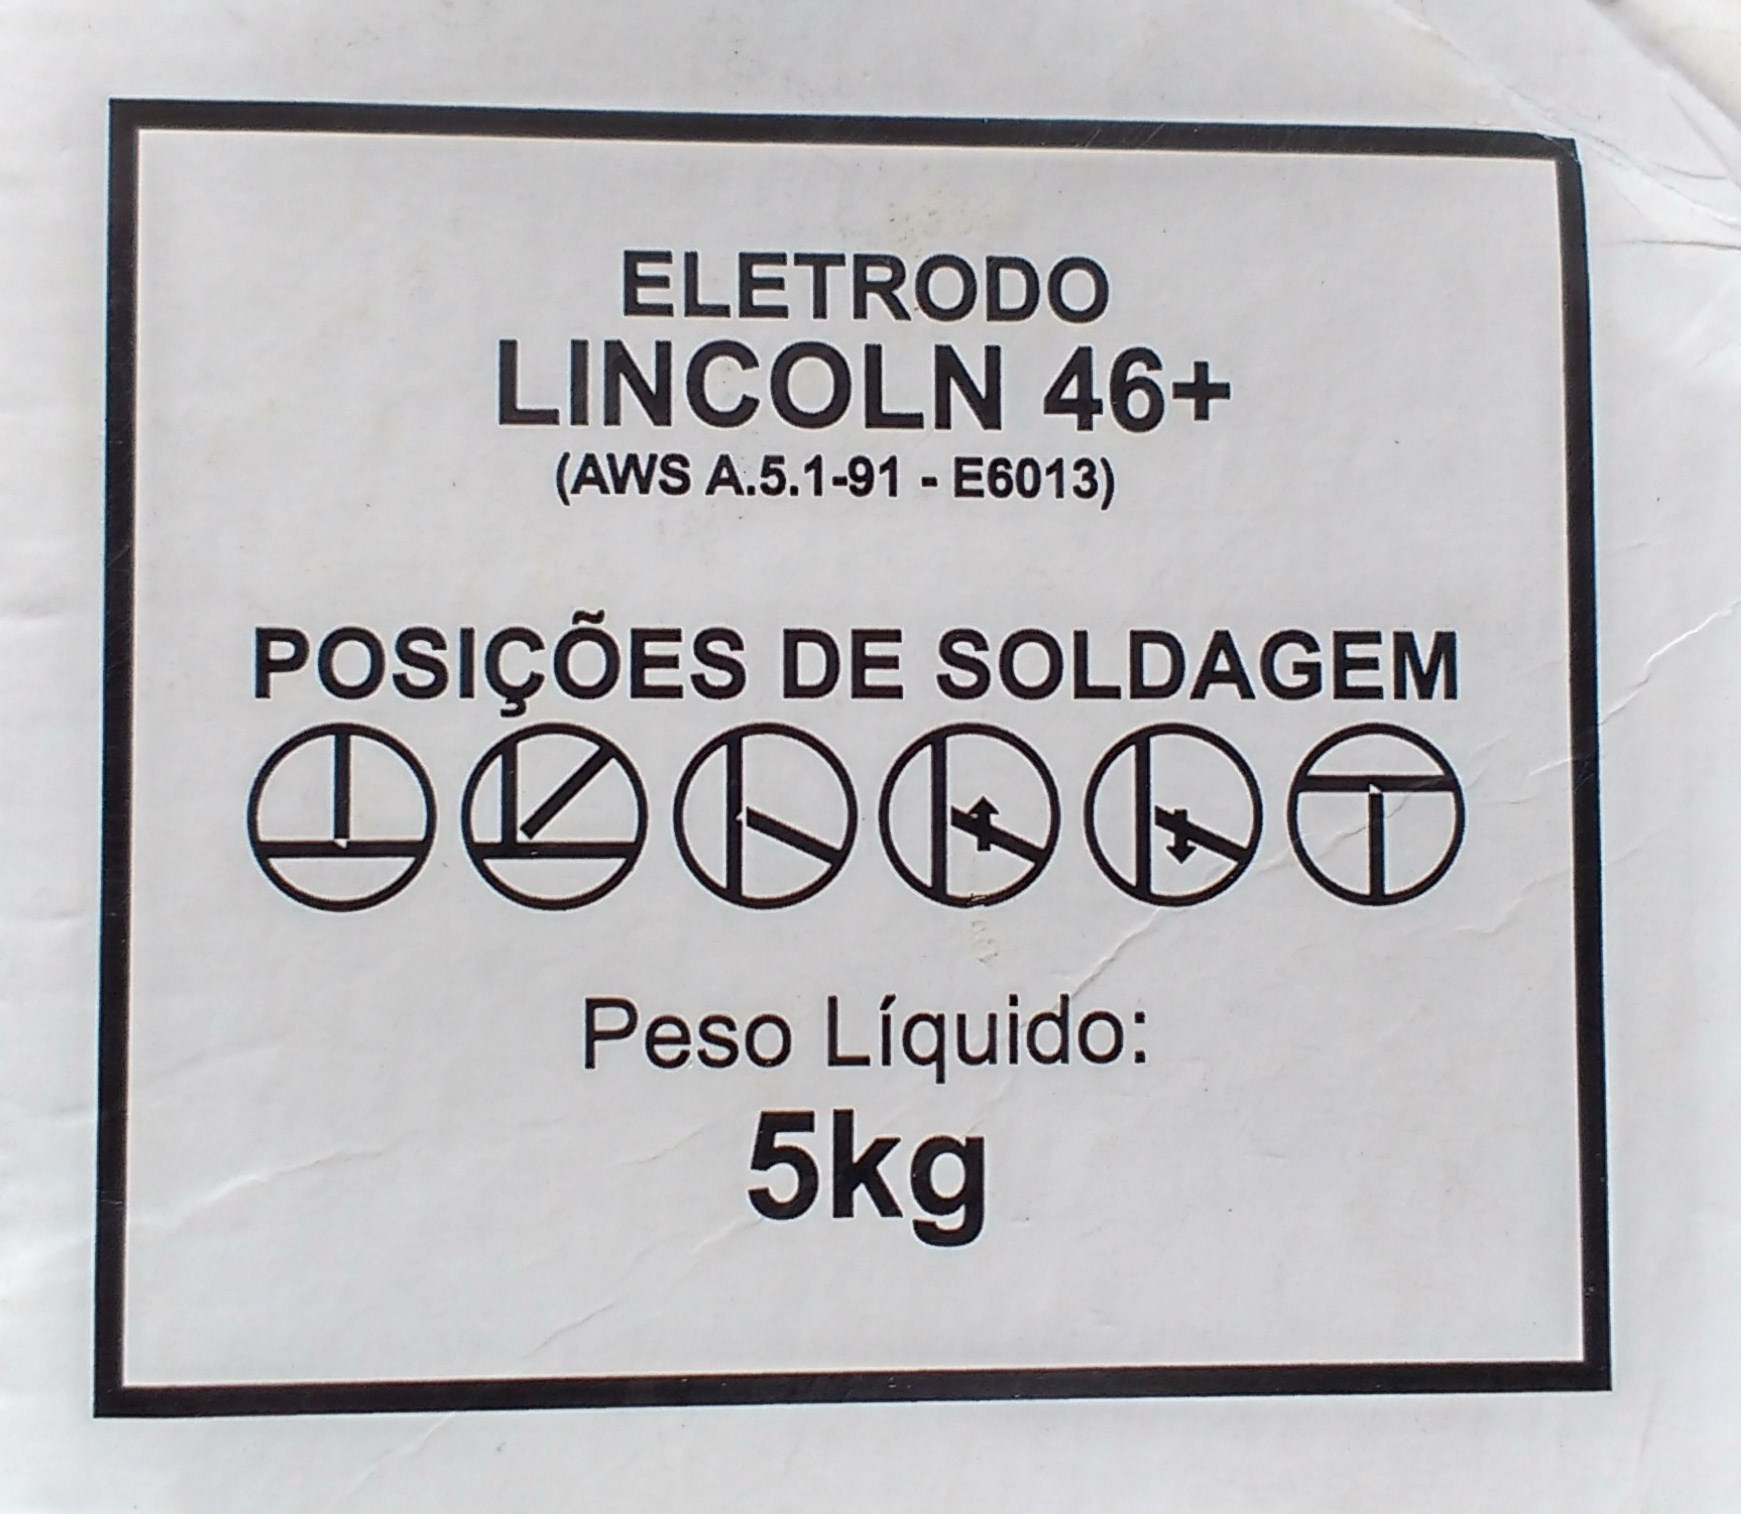 ELETRODO
LINCOLN 46+
(AWS A.5.1-91 - E6013)
POSIÇÕES DE SOLDAGEM
Peso Líquido:
5kg